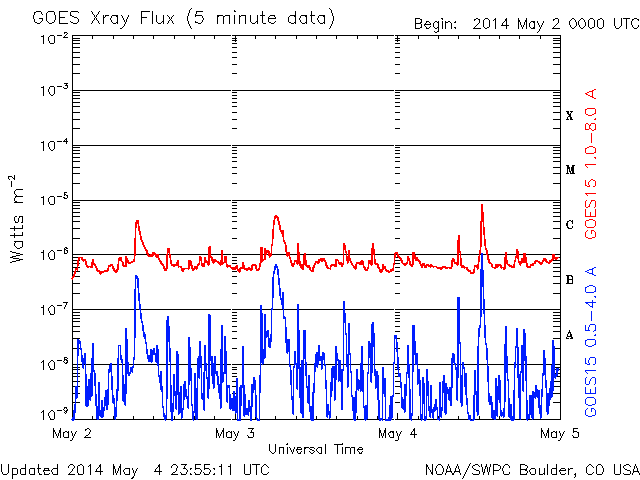 GOES Xray Flux (5 minute data)
Begin: 2014 May 2 0000 UTC
10⁻²
10⁻³
10⁻⁴
10⁻⁵
10⁻⁶
10⁻⁷
10⁻⁸
10⁻⁹
Watts m⁻²
X
M
C
B
A
GOES15 1.0-8.0 A
GOES15 0.5-4.0 A
May 2
May 3
May 4
May 5
Universal Time
Updated 2014 May 4 23:55:11 UTC
NOAA/SWPC Boulder, CO USA